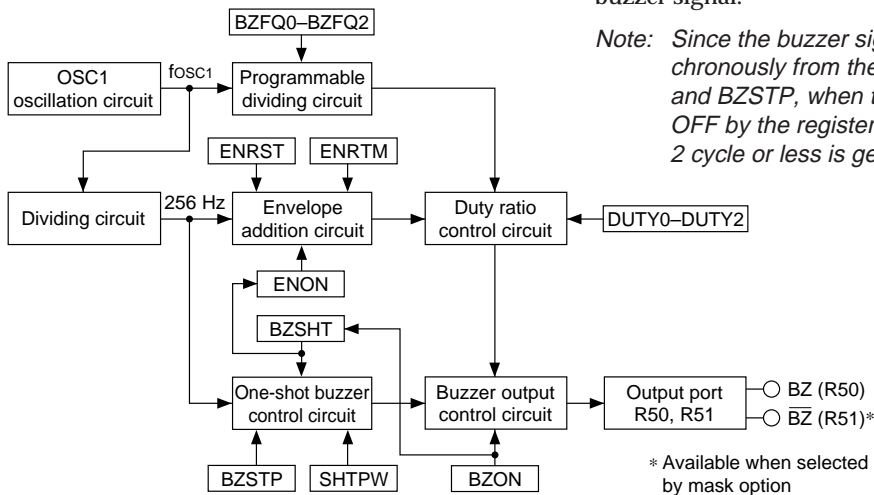 buzzer signal.
Note: Since the buzzer
chronously from the
and BZSTP, when
OFF by the register
2 cycle or less is
BZFQ0–BZFQ2
OSC1
oscillation circuit
fOSC1
Programmable
dividing circuit
ENRST
ENRTM
Dividing circuit
256 Hz
Envelope
addition circuit
Duty ratio
control circuit
DUTY0–DUTY2
ENON
BZSHT
One-shot buzzer
control circuit
Buzzer output
control circuit
Output port
R50, R51
BZ (R50)
B̅Z̅ (R51)*
BZSTP
SHTPW
BZON
* Available when selected
by mask option